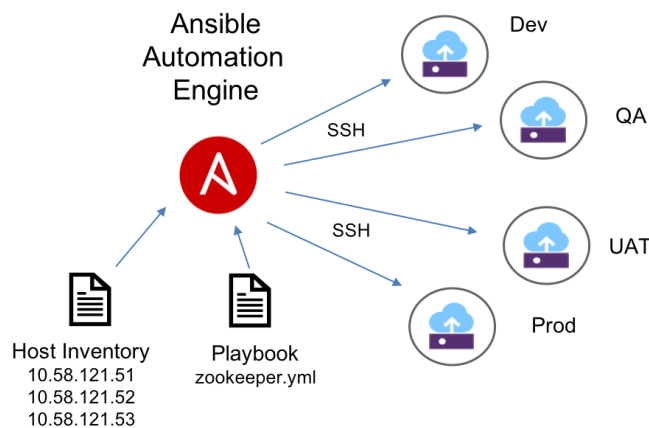 Ansible
Automation
Engine
Dev
SSH
QA
SSH
UAT
Prod
Host Inventory
10.58.121.51
10.58.121.52
10.58.121.53
Playbook
zookeeper.yml